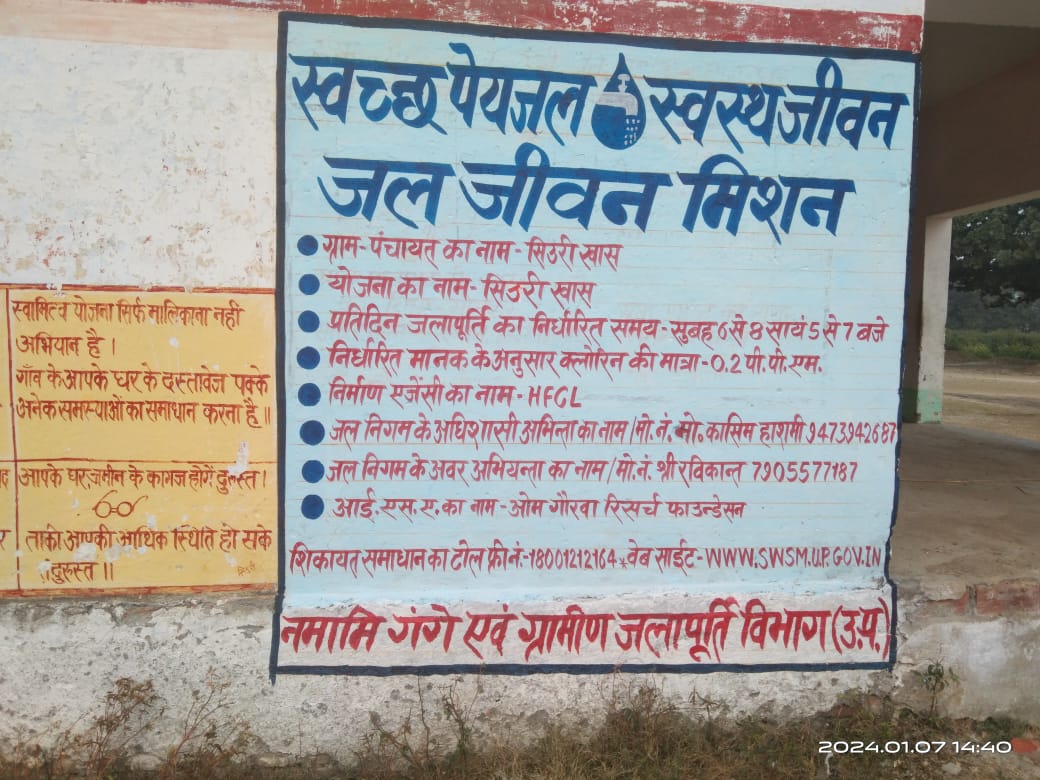 स्वच्छ पेयजल स्वस्थ जीवन
जल जीवन मिशन
ग्राम-पंचायत का नाम - सिउरी खास
योजना का नाम - सिउरी खास
प्रतिदिन जलापूर्ति का निर्धारित समय - सुबह 6 से 8 सायं 5 से 7 बजे
निर्धारित मानक के अनुसार क्लोरिन की मात्रा - 0.2 पी.पी.एम.
निर्माण एजेंसी का नाम - HFCL
जल निगम के अधिशासी अभिन्ता का नाम/मो.नं. मो. कासिम हाशमी 9473942687
जल निगम के अवर अभियन्ता का नाम/मो.नं. श्री रविकान्त 7905577187
आई.एस.ए. का नाम - ओम गौरवा रिसर्च फाउन्डेसन
शिकायत समाधान का टोल फ्री नं.-18001212164 * वेब साईट - WWW.SWSM.UP.GOV.IN
नमामि गंगे एवं ग्रामीण जलापूर्ति विभाग (उ.प्र.)
स्वामित्व योजना सिर्फ मालिकाना नही
अभियान है ।
गाँव के आपके घर के दस्तावेज पक्के
अनेक समस्याओं का समाधान करना है ॥
आपके घर, जमीन के कागज होगें दुरुस्त ।
ताकी आपकी आर्थिक स्थिति हो सके
दुरुस्त ॥
2024.01.07 14:40